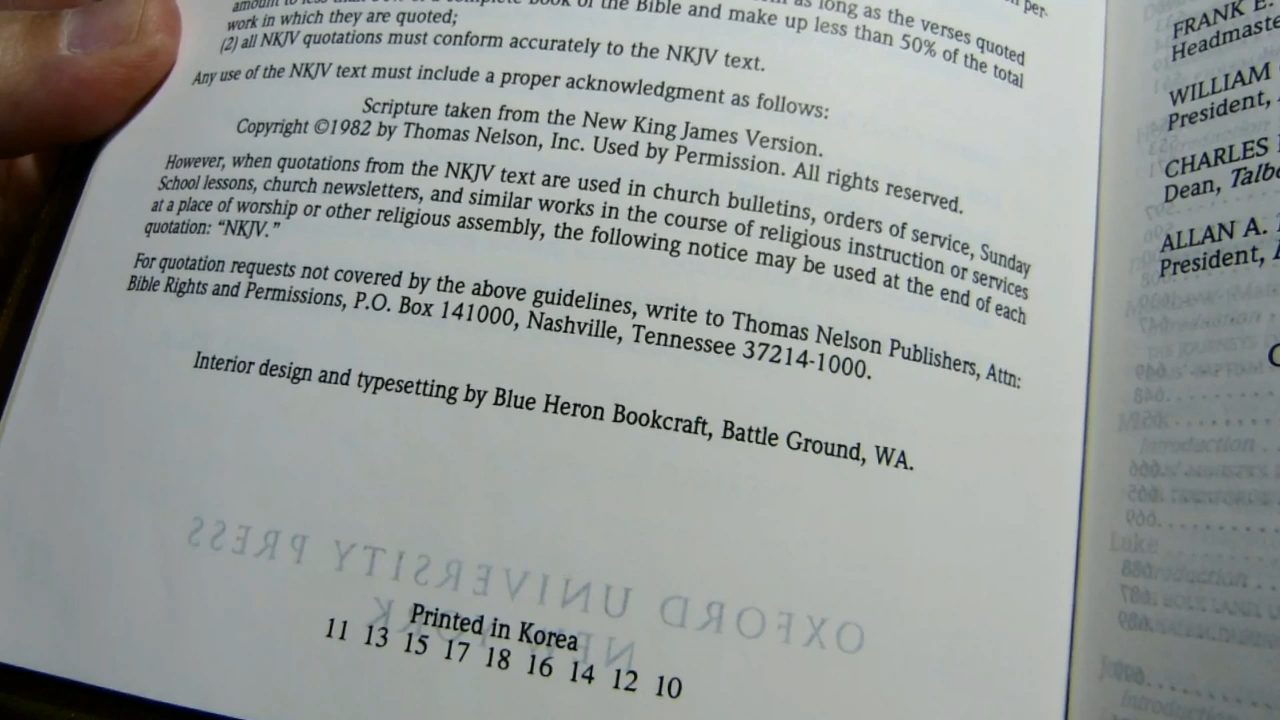 as long as the verses quoted
amount to less than 50% of a complete book of the Bible and make up less than 50% of the total
work in which they are quoted;
(2) all NKJV quotations must conform accurately to the NKJV text.
Any use of the NKJV text must include a proper acknowledgment as follows:
Scripture taken from the New King James Version.
Copyright ©1982 by Thomas Nelson, Inc. Used by Permission. All rights reserved.
However, when quotations from the NKJV text are used in church bulletins, orders of service, Sunday
School lessons, church newsletters, and similar works in the course of religious instruction or services
at a place of worship or other religious assembly, the following notice may be used at the end of each
quotation: “NKJV.”
For quotation requests not covered by the above guidelines, write to Thomas Nelson Publishers, Attn:
Bible Rights and Permissions, P.O. Box 141000, Nashville, Tennessee 37214-1000.
Interior design and typesetting by Blue Heron Bookcraft, Battle Ground, WA.
OXFORD UNIVERSITY PRESS
NEW YORK
Printed in Korea
11 13 15 17 18 16 14 12 10
FRANK E.
Headmaste
WILLIAM
President,
CHARLES
Dean, Talbo
ALLAN A.
President,
Luke